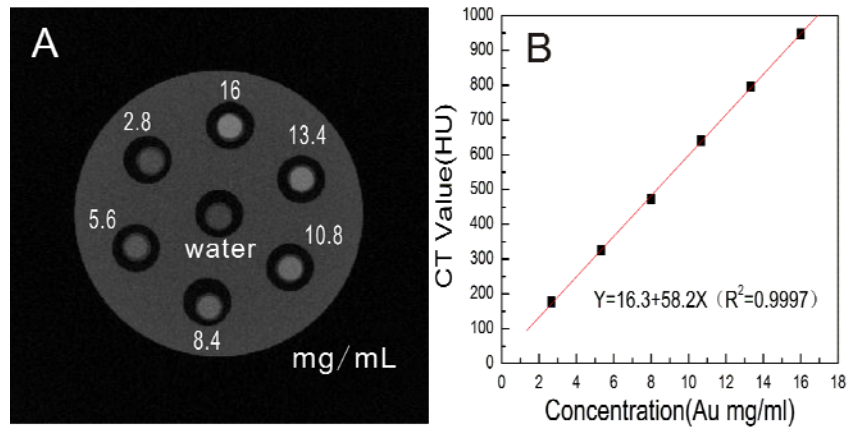 A
16
2.8
13.4
5.6
water
10.8
8.4
mg/mL
B
CT Value(HU)
1000
900
800
700
600
500
400
300
200
100
0
Y=16.3+58.2X（R²=0.9997）
0 2 4 6 8 10 12 14 16 18
Concentration(Au mg/ml)